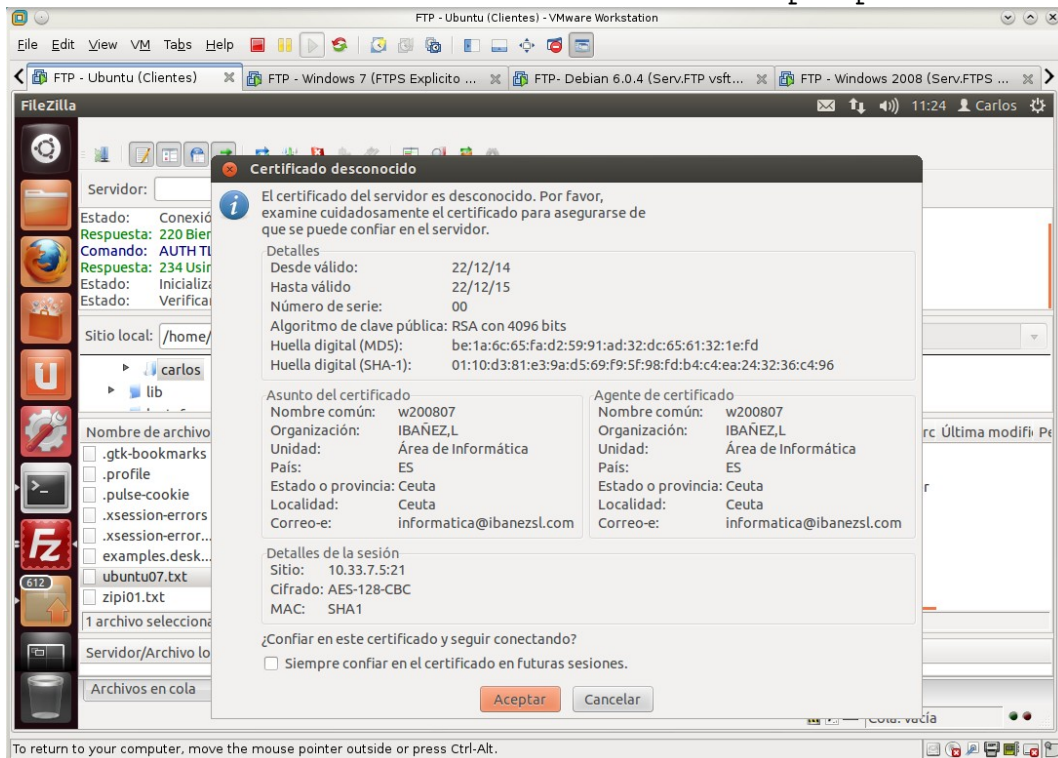 FTP - Ubuntu (Clientes) - VMware Workstation
File Edit View VM Tabs Help
FTP - Ubuntu (Clientes) FTP - Windows 7 (FTPS Explicito ... FTP- Debian 6.0.4 (Serv.FTP vsft... FTP - Windows 2008 (Serv.FTPS ...
FileZilla 11:24 Carlos
Certificado desconocido
Servidor:
Estado: Conexió
Respuesta: 220 Bier
Comando: AUTH TL
Respuesta: 234 Usir
Estado: Inicializa
Estado: Verifica
Sitio local: /home/
carlos
lib
Nombre de archivo
.gtk-bookmarks
.profile
.pulse-cookie
.xsession-errors
.xsession-error...
examples.desk...
ubuntu07.txt
zipi01.txt
612
1 archivo selecciona
Servidor/Archivo lo
Archivos en cola
El certificado del servidor es desconocido. Por favor,
examine cuidadosamente el certificado para asegurarse de
que se puede confiar en el servidor.
Detalles
Desde válido: 22/12/14
Hasta válido 22/12/15
Número de serie: 00
Algoritmo de clave pública: RSA con 4096 bits
Huella digital (MD5): be:1a:6c:65:fa:d2:59:91:ad:32:dc:65:61:32:1e:fd
Huella digital (SHA-1): 01:10:d3:81:e3:9a:d5:69:f9:5f:98:fd:b4:c4:ea:24:32:36:c4:96
Asunto del certificado
Nombre común: w200807
Organización: IBAÑEZ,L
Unidad: Área de Informática
País: ES
Estado o provincia: Ceuta
Localidad: Ceuta
Correo-e: informatica@ibanezsl.com
Agente de certificado
Nombre común: w200807
Organización: IBAÑEZ,L
Unidad: Área de Informática
País: ES
Estado o provincia: Ceuta
Localidad: Ceuta
Correo-e: informatica@ibanezsl.com
Detalles de la sesión
Sitio: 10.33.7.5:21
Cifrado: AES-128-CBC
MAC: SHA1
¿Confiar en este certificado y seguir conectando?
Siempre confiar en el certificado en futuras sesiones.
Aceptar Cancelar
rc Última modifi Pe
r
Cola: vacía
To return to your computer, move the mouse pointer outside or press Ctrl-Alt.